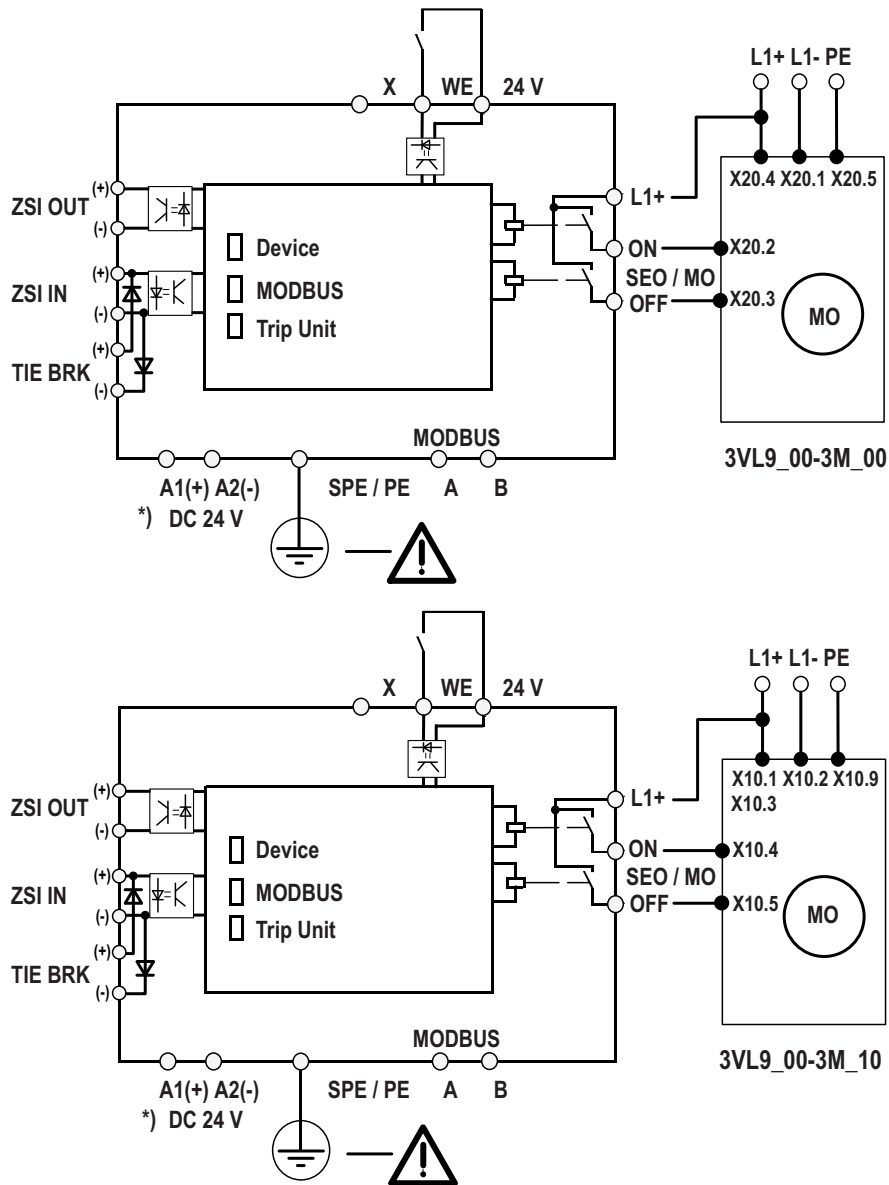 L1+ L1- PE
X WE 24 V
X20.4 X20.1 X20.5
(+)
ZSI OUT
(-)
L1+
Device
ON
X20.2
(+)
ZSI IN
MODBUS
SEO / MO
(-)
OFF
X20.3
MO
Trip Unit
(+)
TIE BRK
(-)
MODBUS
3VL9_00-3M_00
A1(+) A2(-) SPE / PE A B
*) DC 24 V
!
L1+ L1- PE
X WE 24 V
X10.1 X10.2 X10.9
X10.3
(+)
ZSI OUT
(-)
L1+
Device
ON
X10.4
(+)
ZSI IN
MODBUS
SEO / MO
(-)
OFF
X10.5
MO
Trip Unit
(+)
TIE BRK
(-)
MODBUS
3VL9_00-3M_10
A1(+) A2(-) SPE / PE A B
*) DC 24 V
!